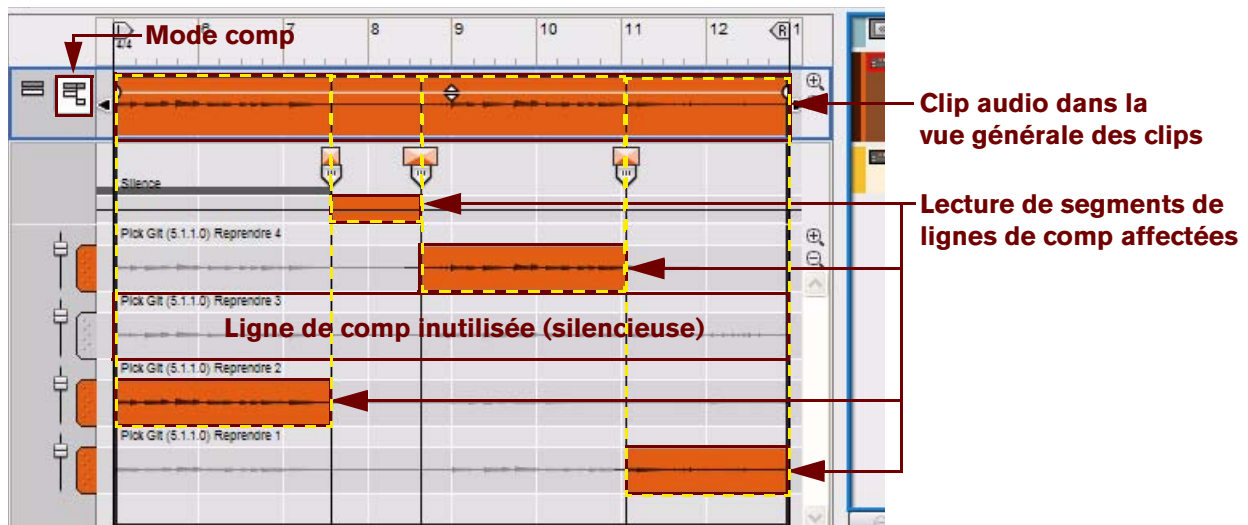 Mode comp
6 7 8 9 10 11 12 R 1
L
4/4
Clip audio dans la
vue générale des clips
Silence
Lecture de segments de
lignes de comp affectées
Pick Git (5.1.1.0) Reprendre 4
Pick Git (5.1.1.0) Reprendre 3
Ligne de comp inutilisée (silencieuse)
Pick Git (5.1.1.0) Reprendre 2
Pick Git (5.1.1.0) Reprendre 1